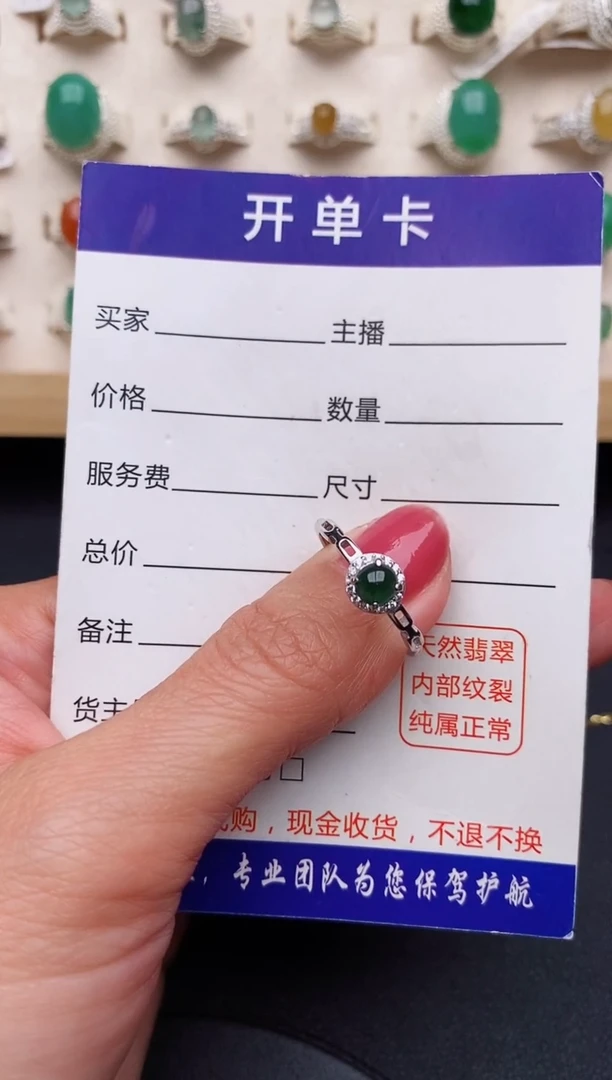 开单卡
买家 主播
价格 数量
服务费 尺寸
总价
备注
天然翡翠
货主
内部纹裂
纯属正常
购，现金收货，不退不换
，专业团队为您保驾护航